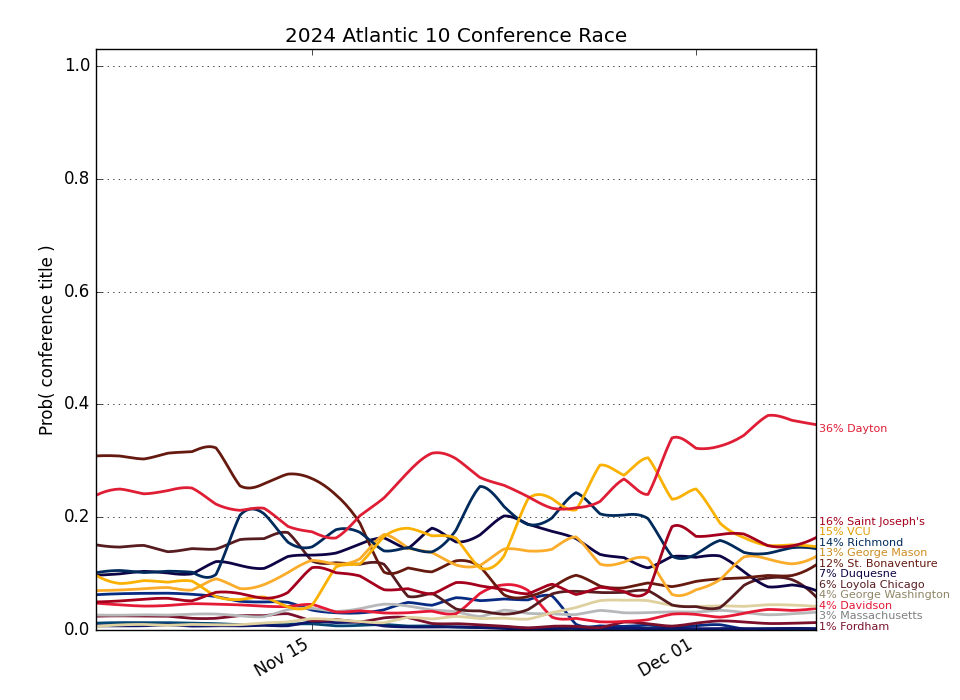 2024 Atlantic 10 Conference Race
Prob( conference title )
1.0
0.8
0.6
0.4
0.2
0.0
Nov 15
Dec 01
36% Dayton
16% Saint Joseph's
15% VCU
14% Richmond
13% George Mason
12% St. Bonaventure
7% Duquesne
6% Loyola Chicago
4% George Washington
4% Davidson
3% Massachusetts
1% Fordham